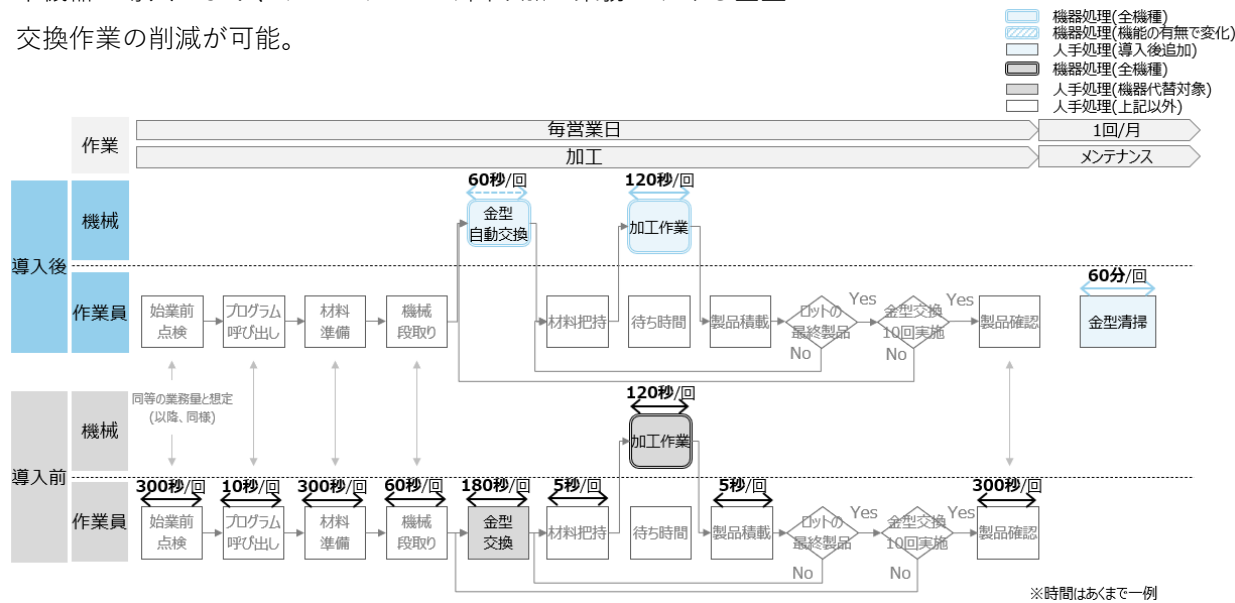 交換作業の削減が可能。
機器処理(全機種)
機器処理(機能の有無で変化)
人手処理(導入後追加)
機器処理(全機種)
人手処理(機器代替対象)
人手処理(上記以外)
作業
毎営業日
1回/月
加工
メンテナンス
導入後
機械
60秒/回
金型
自動交換
120秒/回
加工作業
作業員
始業前
点検
プログラム
呼び出し
材料
準備
機械
段取り
材料把持
待ち時間
製品積載
ロットの
最終製品
Yes
No
金型交換
10回実施
Yes
No
製品確認
60分/回
金型清掃
同等の業務量と想定
(以降、同様)
導入前
機械
120秒/回
加工作業
作業員
300秒/回
始業前
点検
10秒/回
プログラム
呼び出し
300秒/回
材料
準備
60秒/回
機械
段取り
180秒/回
金型
交換
5秒/回
材料把持
待ち時間
5秒/回
製品積載
ロットの
最終製品
Yes
No
金型交換
10回実施
Yes
No
300秒/回
製品確認
※時間はあくまで一例